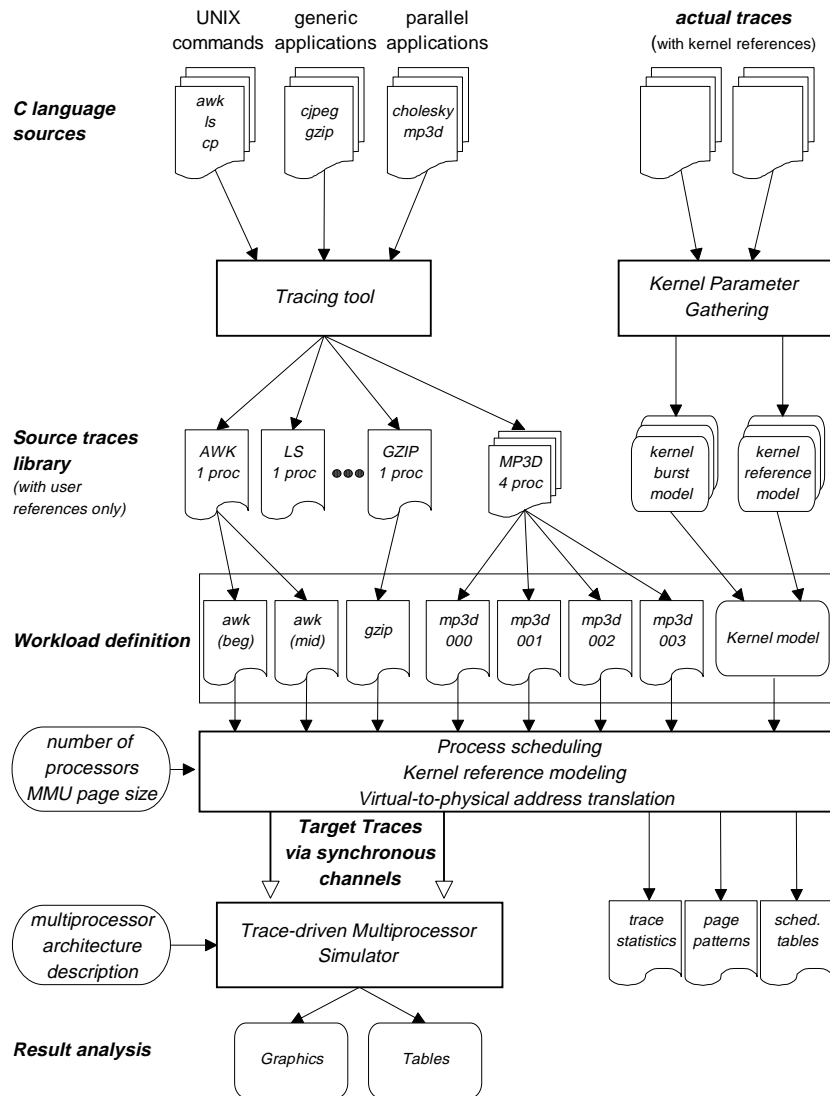 UNIX
commands
generic
applications
parallel
applications
actual traces
(with kernel references)
C language
sources
awk
ls
cp
cjpeg
gzip
cholesky
mp3d
Tracing tool
Kernel Parameter
Gathering
Source traces
library
(with user
references only)
AWK
1 proc
LS
1 proc
GZIP
1 proc
MP3D
4 proc
kernel
burst
model
kernel
reference
model
Workload definition
awk
(beg)
awk
(mid)
gzip
mp3d
000
mp3d
001
mp3d
002
mp3d
003
Kernel model
number of
processors
MMU page size
Process scheduling
Kernel reference modeling
Virtual-to-physical address translation
Target Traces
via synchronous
channels
multiprocessor
architecture
description
Trace-driven Multiprocessor
Simulator
trace
statistics
page
patterns
sched.
tables
Result analysis
Graphics
Tables